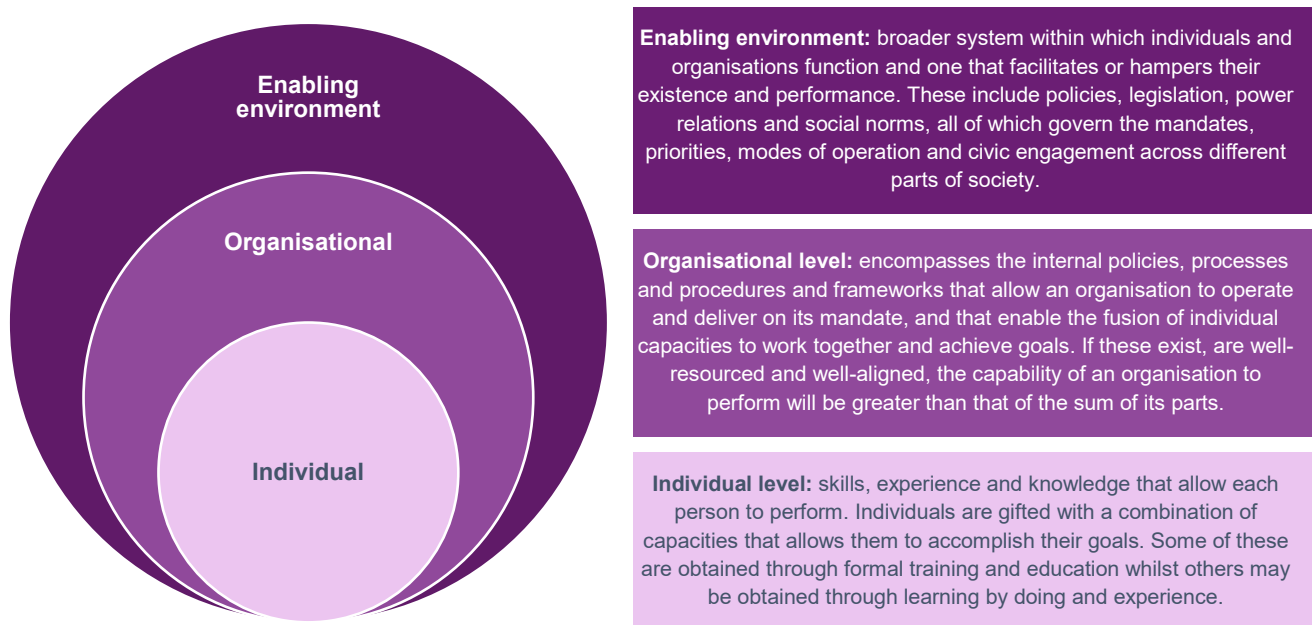 Enabling
environment
Organisational
Individual
Enabling environment: broader system within which individuals and
organisations function and one that facilitates or hampers their
existence and performance. These include policies, legislation, power
relations and social norms, all of which govern the mandates,
priorities, modes of operation and civic engagement across different
parts of society.
Organisational level: encompasses the internal policies, processes
and procedures and frameworks that allow an organisation to operate
and deliver on its mandate, and that enable the fusion of individual
capacities to work together and achieve goals. If these exist, are well-
resourced and well-aligned, the capability of an organisation to
perform will be greater than that of the sum of its parts.
Individual level: skills, experience and knowledge that allow each
person to perform. Individuals are gifted with a combination of
capacities that allows them to accomplish their goals. Some of these
are obtained through formal training and education whilst others may
be obtained through learning by doing and experience.